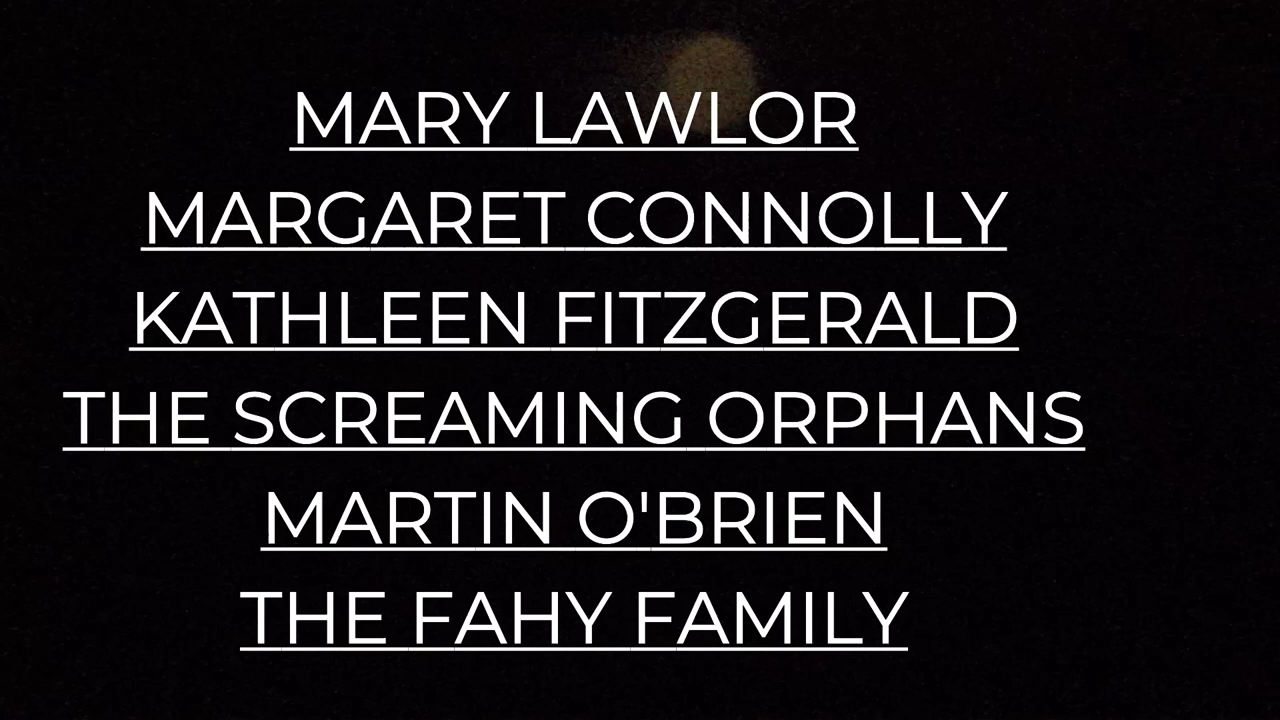 MARY LAWLOR
MARGARET CONNOLLY
KATHLEEN FITZGERALD
THE SCREAMING ORPHANS
MARTIN O'BRIEN
THE FAHY FAMILY